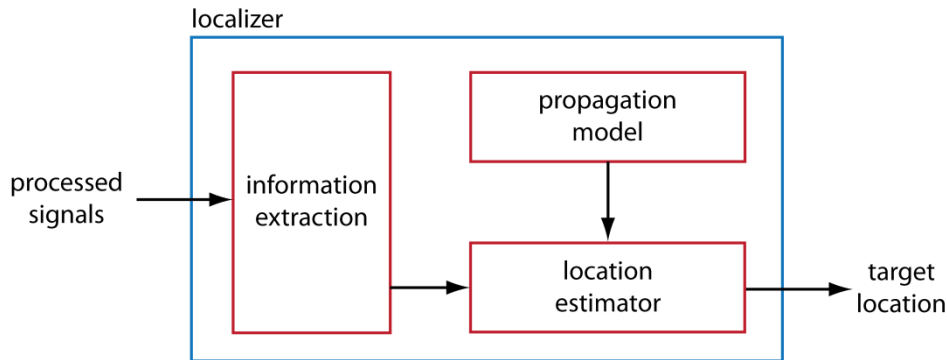 localizer
propagation
model
processed
signals
information
extraction
location
estimator
target
location